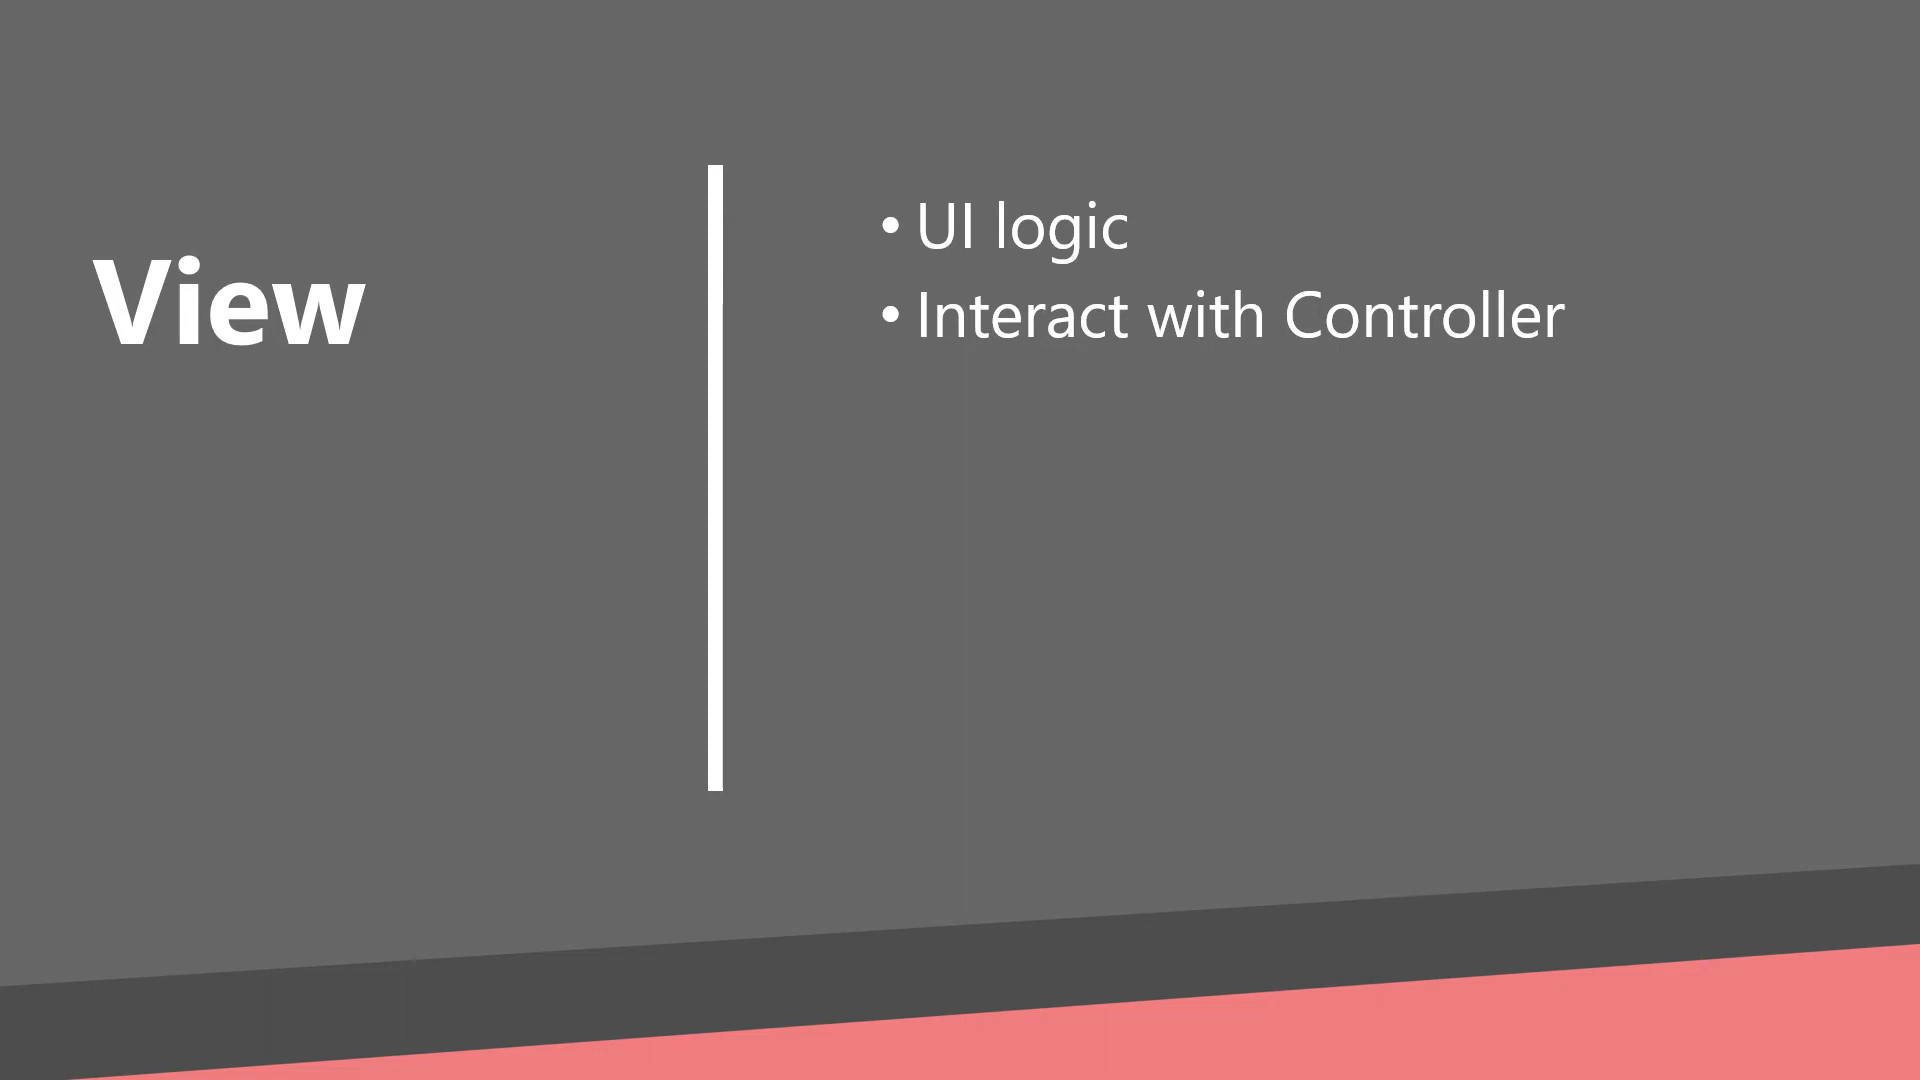 View
• UI logic
• Interact with Controller